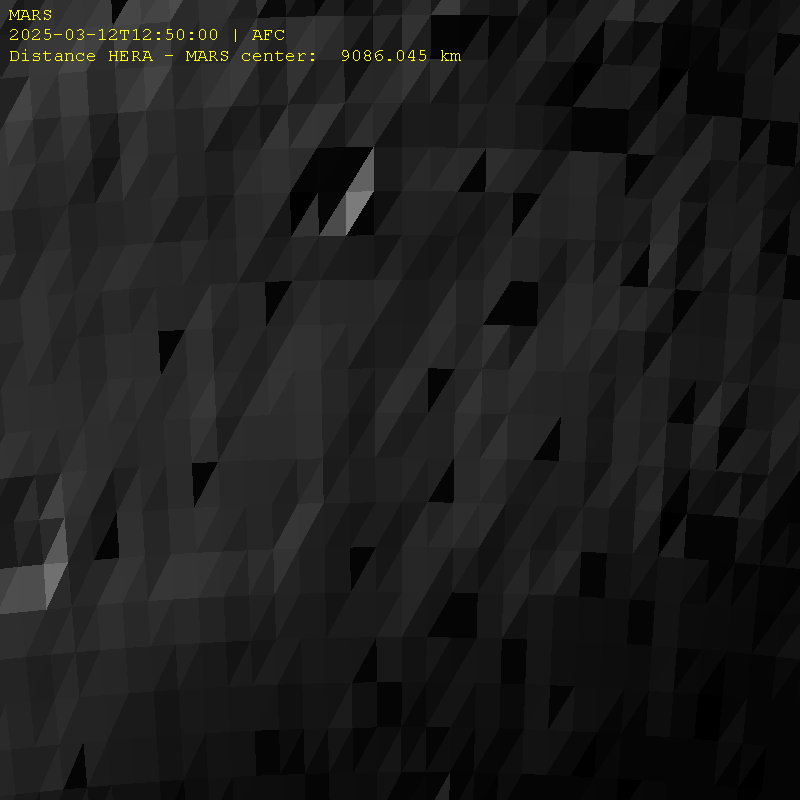 MARS
2025-03-12T12:50:00 | AFC
Distance HERA - MARS center:  9086.045 km